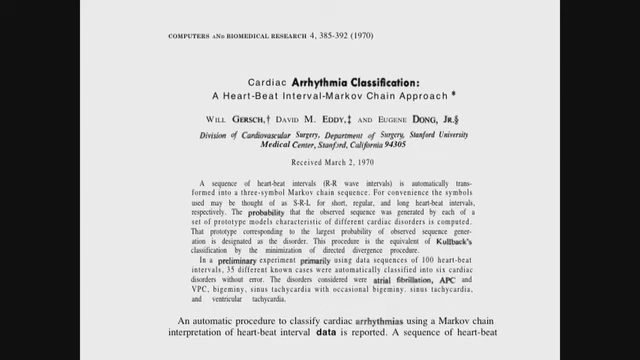 COMPUTERS AND BIOMEDICAL RESEARCH 4, 385-392 (1970)
Cardiac Arrhythmia Classification:
A Heart-Beat Interval-Markov Chain Approach *
WILL GERSCH,† DAVID M. EDDY,‡ AND EUGENE DONG, JR.§
Division of Cardiovascular Surgery, Department of Surgery, Stanford University
Medical Center, Stanford, California 94305
Received March 2, 1970
A sequence of heart-beat intervals (R-R wave intervals) is automatically trans-
formed into a three-symbol Markov chain sequence. For convenience the symbols
used may be thought of as S-R-L for short, regular, and long heart-beat intervals,
respectively. The probability that the observed sequence was generated by each of a
set of prototype models characteristic of different cardiac disorders is computed.
That prototype corresponding to the largest probability of observed sequence gener-
ation is designated as the disorder. This procedure is the equivalent of Kullback's
classification by the minimization of directed divergence procedure.
In a preliminary experiment primarily using data sequences of 100 heart-beat
intervals, 35 different known cases were automatically classified into six cardiac
disorders without error. The disorders considered were atrial fibrillation, APC and
VPC, bigeminy, sinus tachycardia with occasional bigeminy. sinus tachycardia,
and ventricular tachycardia.
An automatic procedure to classify cardiac arrhythmias using a Markov chain
interpretation of heart-beat interval data is reported. A sequence of heart-beat